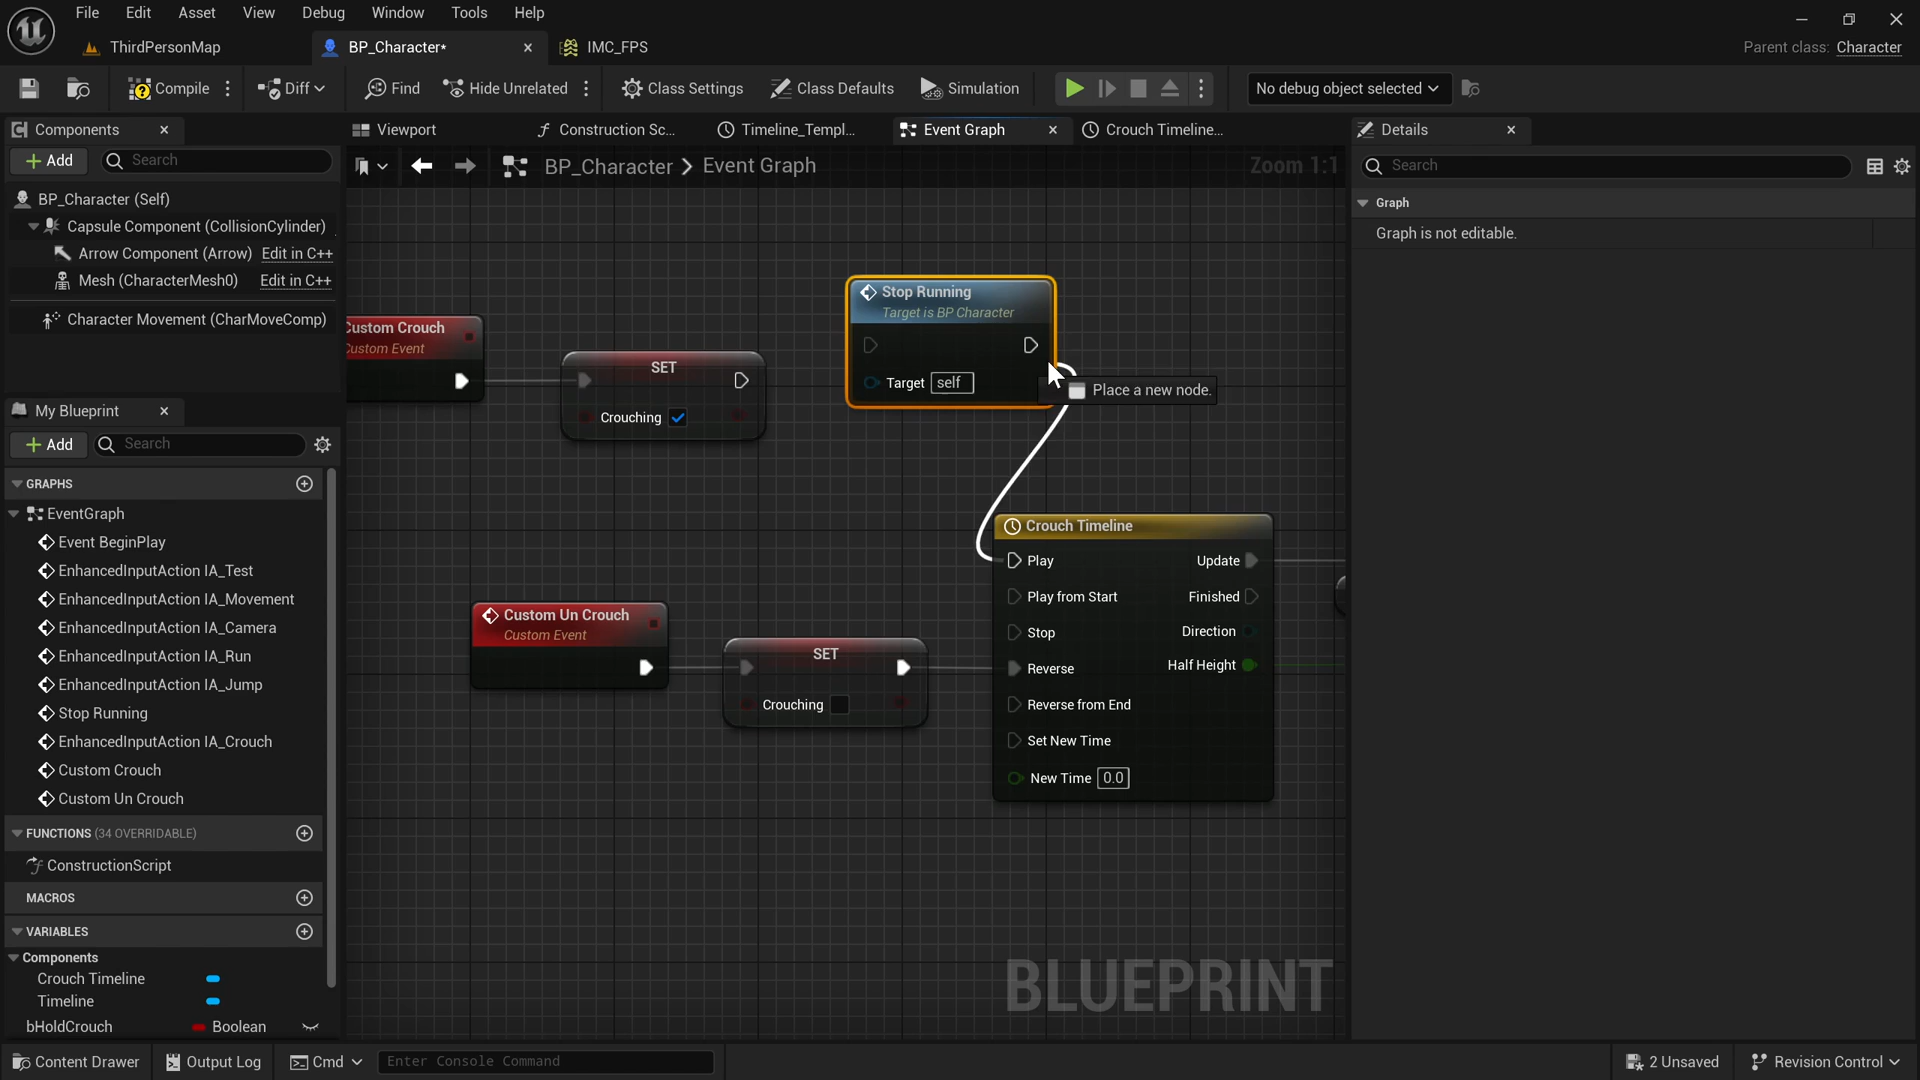 File Edit Asset View Debug Window Tools Help
ThirdPersonMap BP_Character* IMC_FPS Parent class: Character
Compile Diff Find Hide Unrelated Class Settings Class Defaults Simulation No debug object selected
Components Viewport Construction Sc... Timeline_Templ... Event Graph Crouch Timeline... Details
Add Search BP_Character Event Graph Zoom 1:1 Search
BP_Character (Self)
Capsule Component (CollisionCylinder)
Arrow Component (Arrow) Edit in C++
Mesh (CharacterMesh0) Edit in C++
Character Movement (CharMoveComp)
Graph
Graph is not editable.
My Blueprint
Add Search
GRAPHS
EventGraph
Event BeginPlay
EnhancedInputAction IA_Test
EnhancedInputAction IA_Movement
EnhancedInputAction IA_Camera
EnhancedInputAction IA_Run
EnhancedInputAction IA_Jump
Stop Running
EnhancedInputAction IA_Crouch
Custom Crouch
Custom Un Crouch
FUNCTIONS (34 OVERRIDABLE)
ConstructionScript
MACROS
VARIABLES
Components
Crouch Timeline
Timeline
bHoldCrouch Boolean
Custom Crouch
Custom Event
SET
Crouching
Stop Running
Target is BP Character
Target self
Place a new node.
Custom Un Crouch
Custom Event
SET
Crouching
Crouch Timeline
Play Update
Play from Start Finished
Stop Direction
Reverse Half Height
Reverse from End
Set New Time
New Time 0.0
BLUEPRINT
Content Drawer Output Log Cmd Enter Console Command 2 Unsaved Revision Control